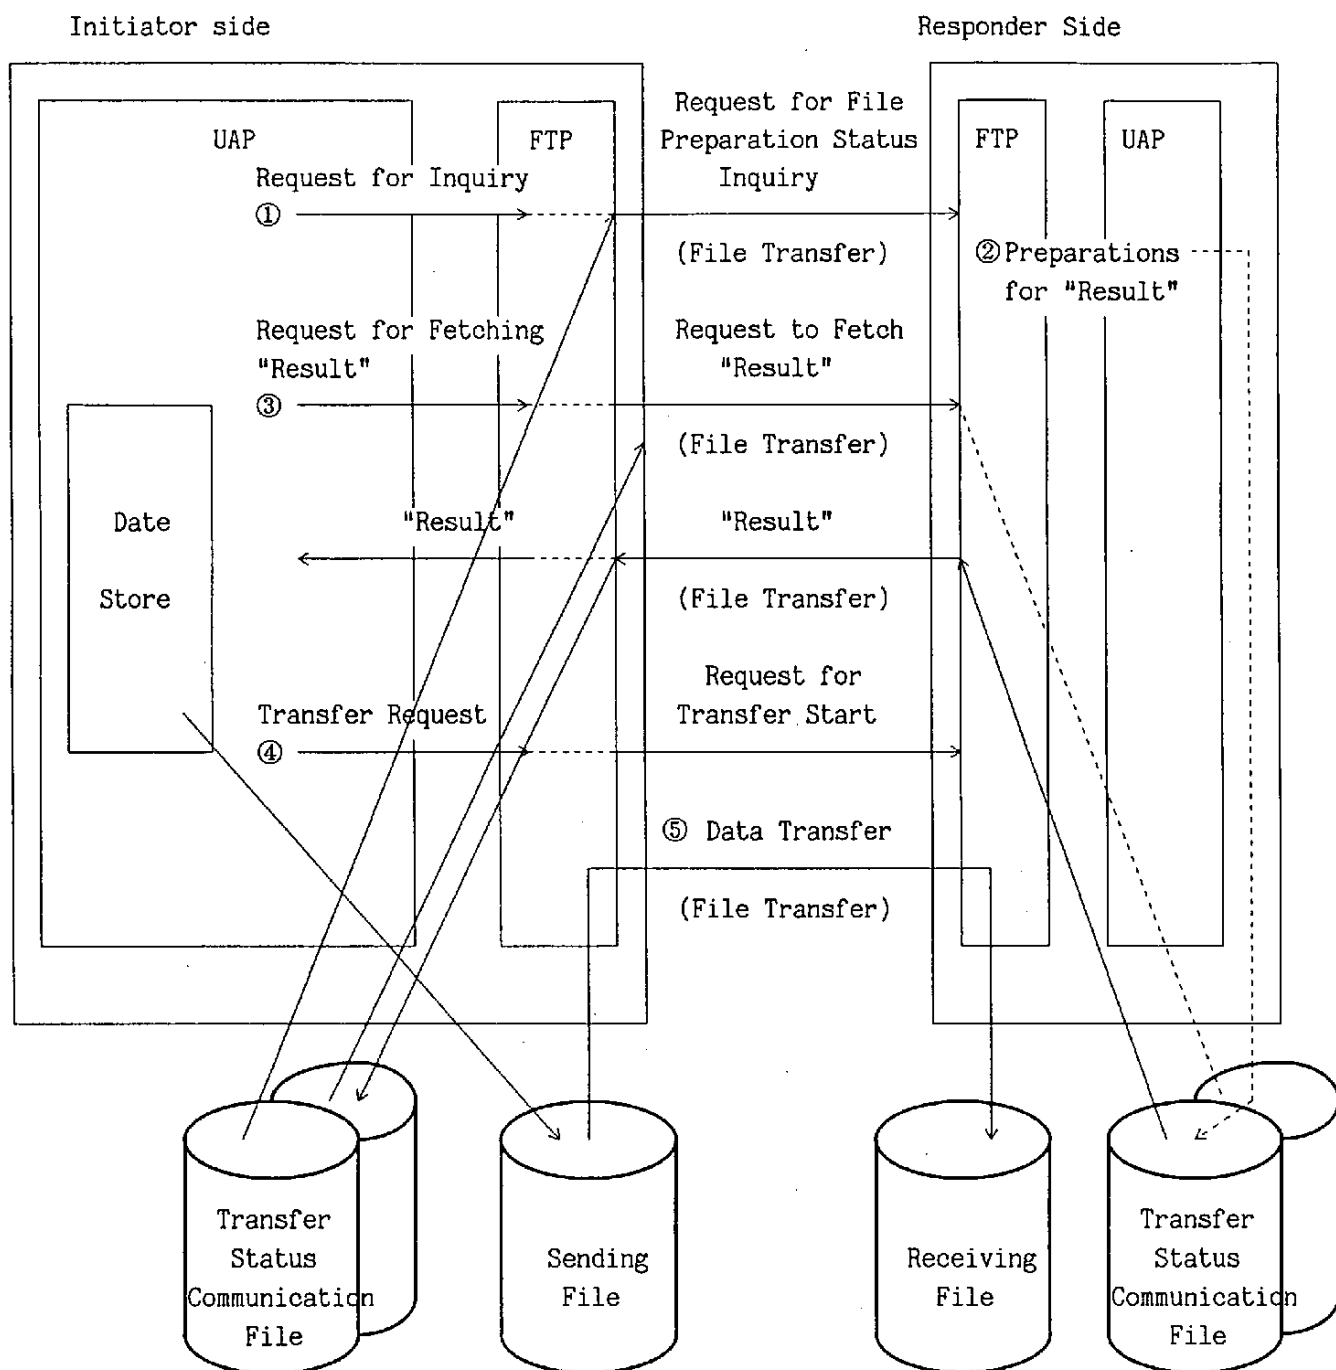 Initiator side
Responder Side
UAP
FTP
Request for File
Preparation Status
Inquiry
FTP
UAP
Request for Inquiry
①
(File Transfer)
② Preparations
for "Result"
Request for Fetching
"Result"
③
Request to Fetch
"Result"
(File Transfer)
Date
Store
"Result"
"Result"
(File Transfer)
Request for
Transfer Start
Transfer Request
④
⑤ Data Transfer
(File Transfer)
Transfer
Status
Communication
File
Sending
File
Receiving
File
Transfer
Status
Communication
File